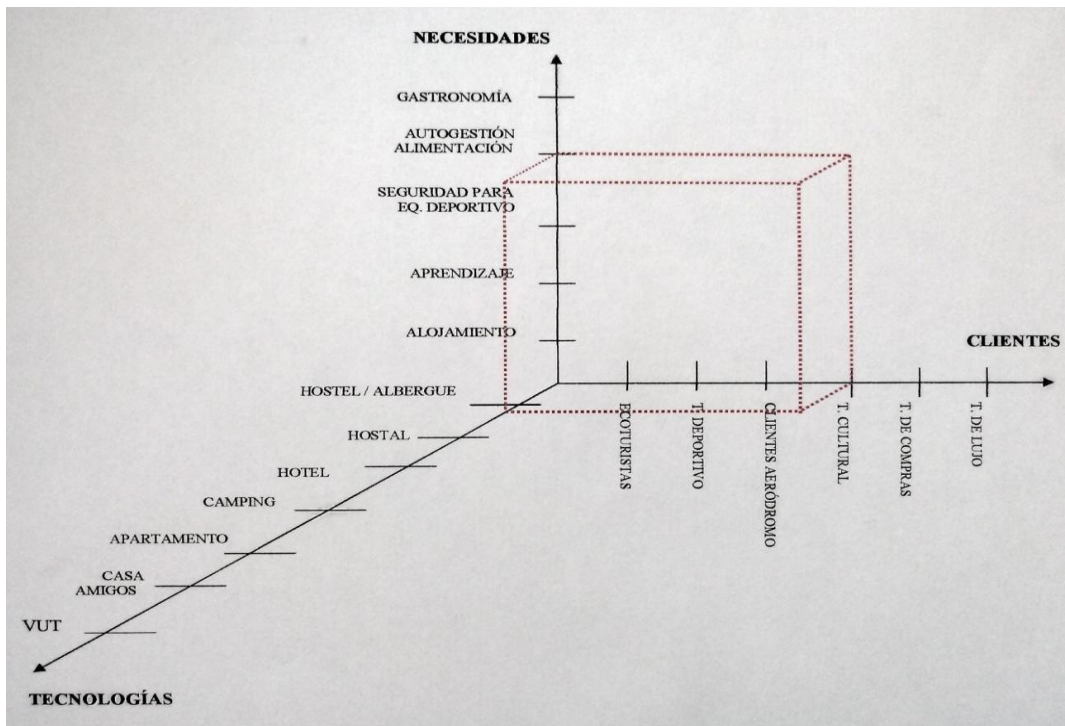 NECESIDADES
GASTRONOMÍA
AUTOGESTIÓN
ALIMENTACIÓN
SEGURIDAD PARA
EQ. DEPORTIVO
APRENDIZAJE
ALOJAMIENTO
CLIENTES
HOSTEL / ALBERGUE
HOSTAL
HOTEL
CAMPING
APARTAMENTO
CASA
AMIGOS
VUT
TECNOLOGÍAS
ECOTURISTAS
T. DEPORTIVO
CLIENTES AERÓDROMO
T. CULTURAL
T. DE COMPRAS
T. DE LUJO